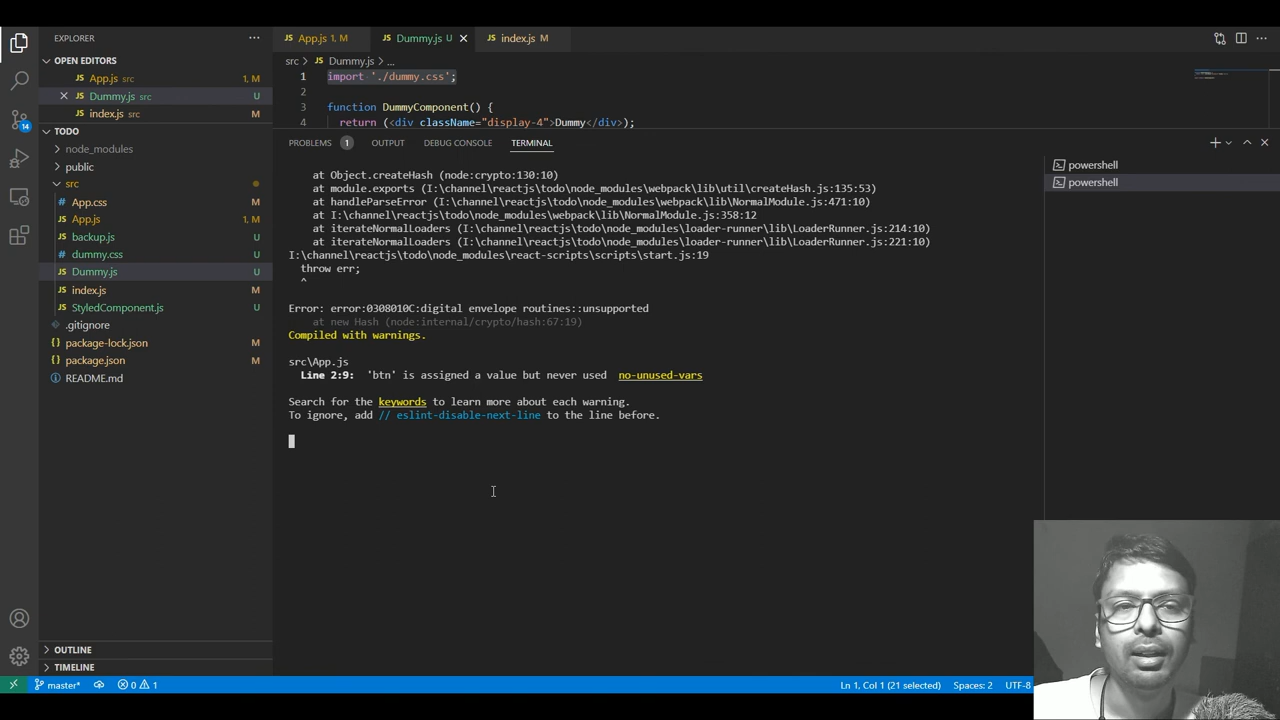 EXPLORER
OPEN EDITORS
JS App.js src 1, M
JS Dummy.js src U
JS index.js src M
TODO
node_modules
public
src
# App.css M
JS App.js 1, M
JS backup.js U
# dummy.css U
JS Dummy.js U
JS index.js M
JS StyledComponent.js U
.gitignore
{} package-lock.json M
{} package.json M
README.md
OUTLINE
TIMELINE
14
JS App.js 1, M
JS Dummy.js U
JS index.js M
src > JS Dummy.js > ...
1 import './dummy.css';
2
3 function DummyComponent() {
4 return (<div className="display-4">Dummy</div>);
PROBLEMS 1 OUTPUT DEBUG CONSOLE TERMINAL
at Object.createHash (node:crypto:130:10)
at module.exports (I:\channel\reactjs\todo\node_modules\webpack\lib\util\createHash.js:135:53)
at handleParseError (I:\channel\reactjs\todo\node_modules\webpack\lib\NormalModule.js:471:10)
at I:\channel\reactjs\todo\node_modules\webpack\lib\NormalModule.js:358:12
at iterateNormalLoaders (I:\channel\reactjs\todo\node_modules\loader-runner\lib\LoaderRunner.js:214:10)
at iterateNormalLoaders (I:\channel\reactjs\todo\node_modules\loader-runner\lib\LoaderRunner.js:221:10)
I:\channel\reactjs\todo\node_modules\react-scripts\scripts\start.js:19
throw err;
^
Error: error:0308010C:digital envelope routines::unsupported
at new Hash (node:internal/crypto/hash:67:19)
Compiled with warnings.
src\App.js
Line 2:9: 'btn' is assigned a value but never used no-unused-vars
Search for the keywords to learn more about each warning.
To ignore, add // eslint-disable-next-line to the line before.
powershell
powershell
master* 0 1 Ln 1, Col 1 (21 selected) Spaces: 2 UTF-8